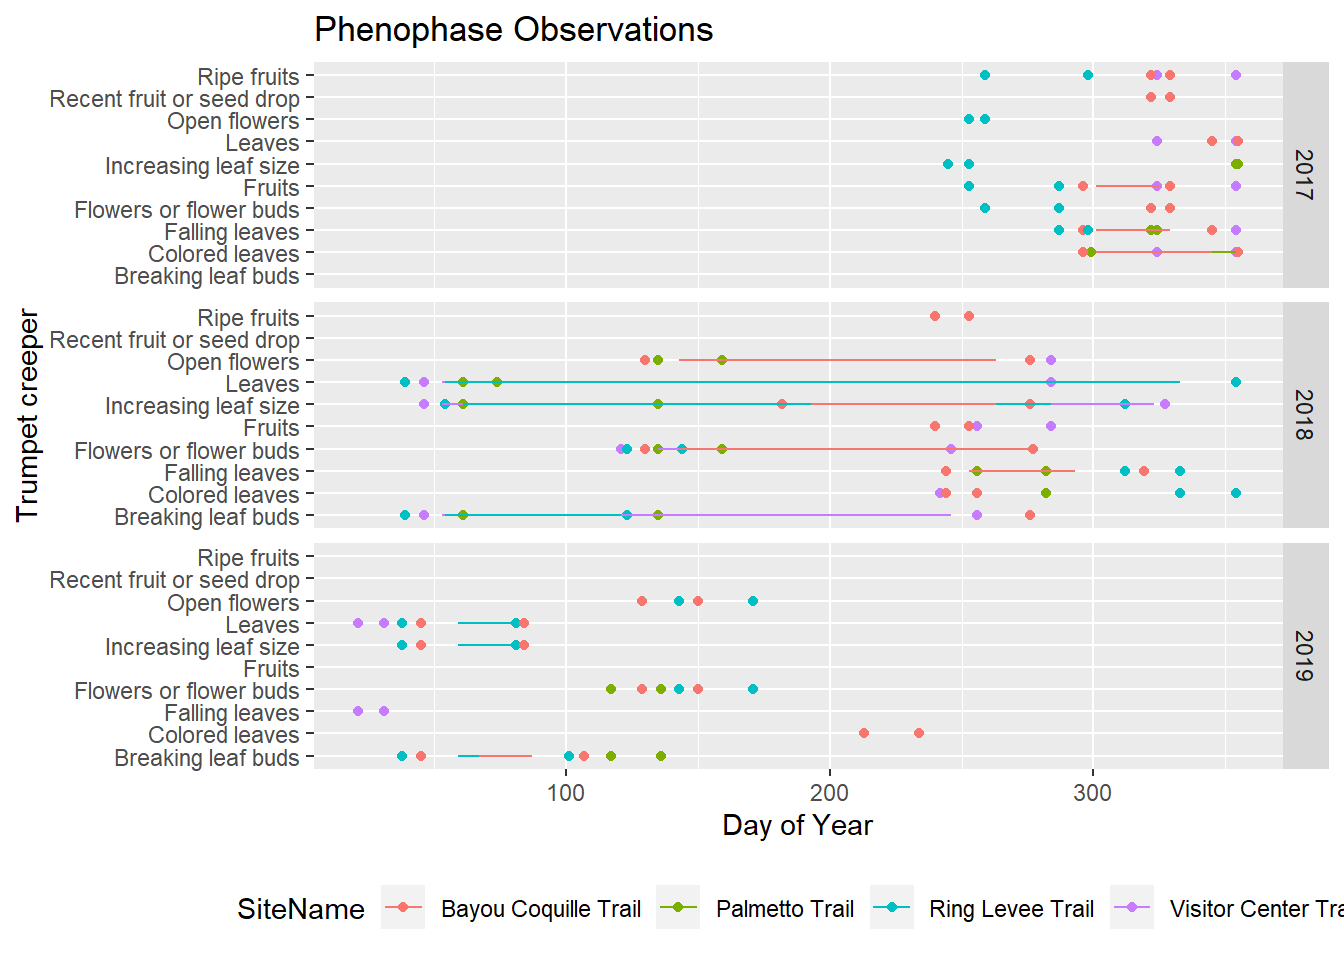 Phenophase Observations
Ripe fruits
Recent fruit or seed drop
Open flowers
Leaves
Increasing leaf size
Fruits
Flowers or flower buds
Falling leaves
Colored leaves
Breaking leaf buds
2017
Trumpet creeper
Ripe fruits
Recent fruit or seed drop
Open flowers
Leaves
Increasing leaf size
Fruits
Flowers or flower buds
Falling leaves
Colored leaves
Breaking leaf buds
2018
Ripe fruits
Recent fruit or seed drop
Open flowers
Leaves
Increasing leaf size
Fruits
Flowers or flower buds
Falling leaves
Colored leaves
Breaking leaf buds
2019
100 200 300
Day of Year
SiteName Bayou Coquille Trail Palmetto Trail Ring Levee Trail Visitor Center